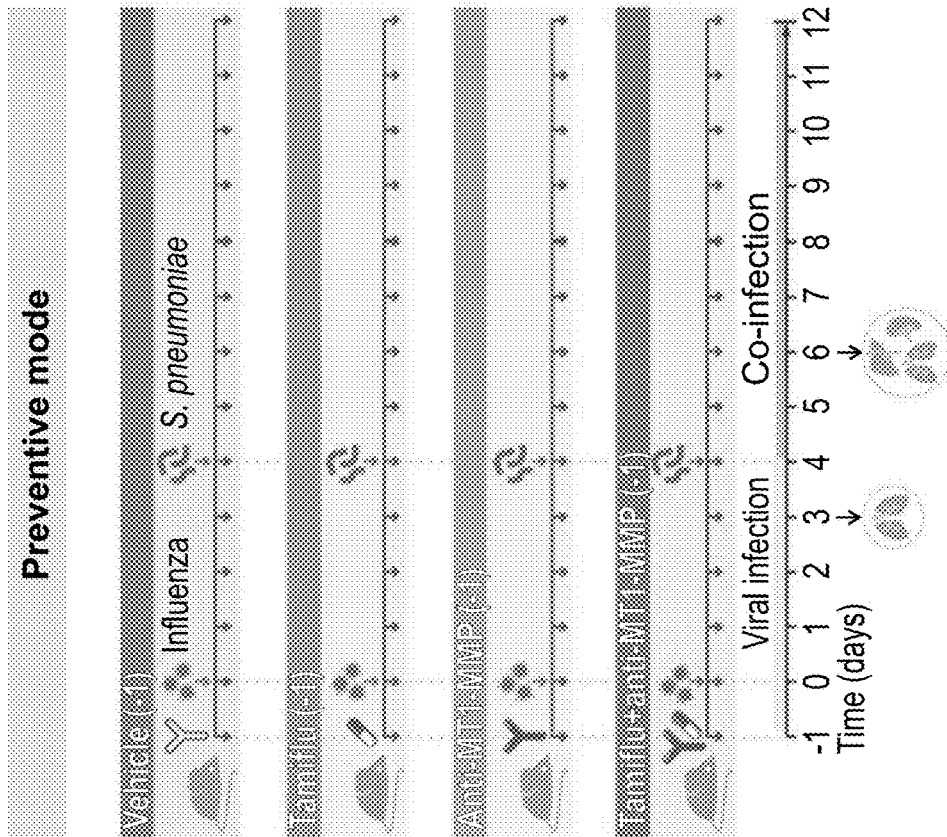 Preventive mode
Vehicle (-1)
Influenza
S. pneumoniae
Tamiflu (-1)
Anti-MT1-MMP (-1)
Tamiflu+anti-MT1-MMP (-1)
Viral infection
Co-infection
-1 0 1 2 3 4 5 6 7 8 9 10 11 12
Time (days)